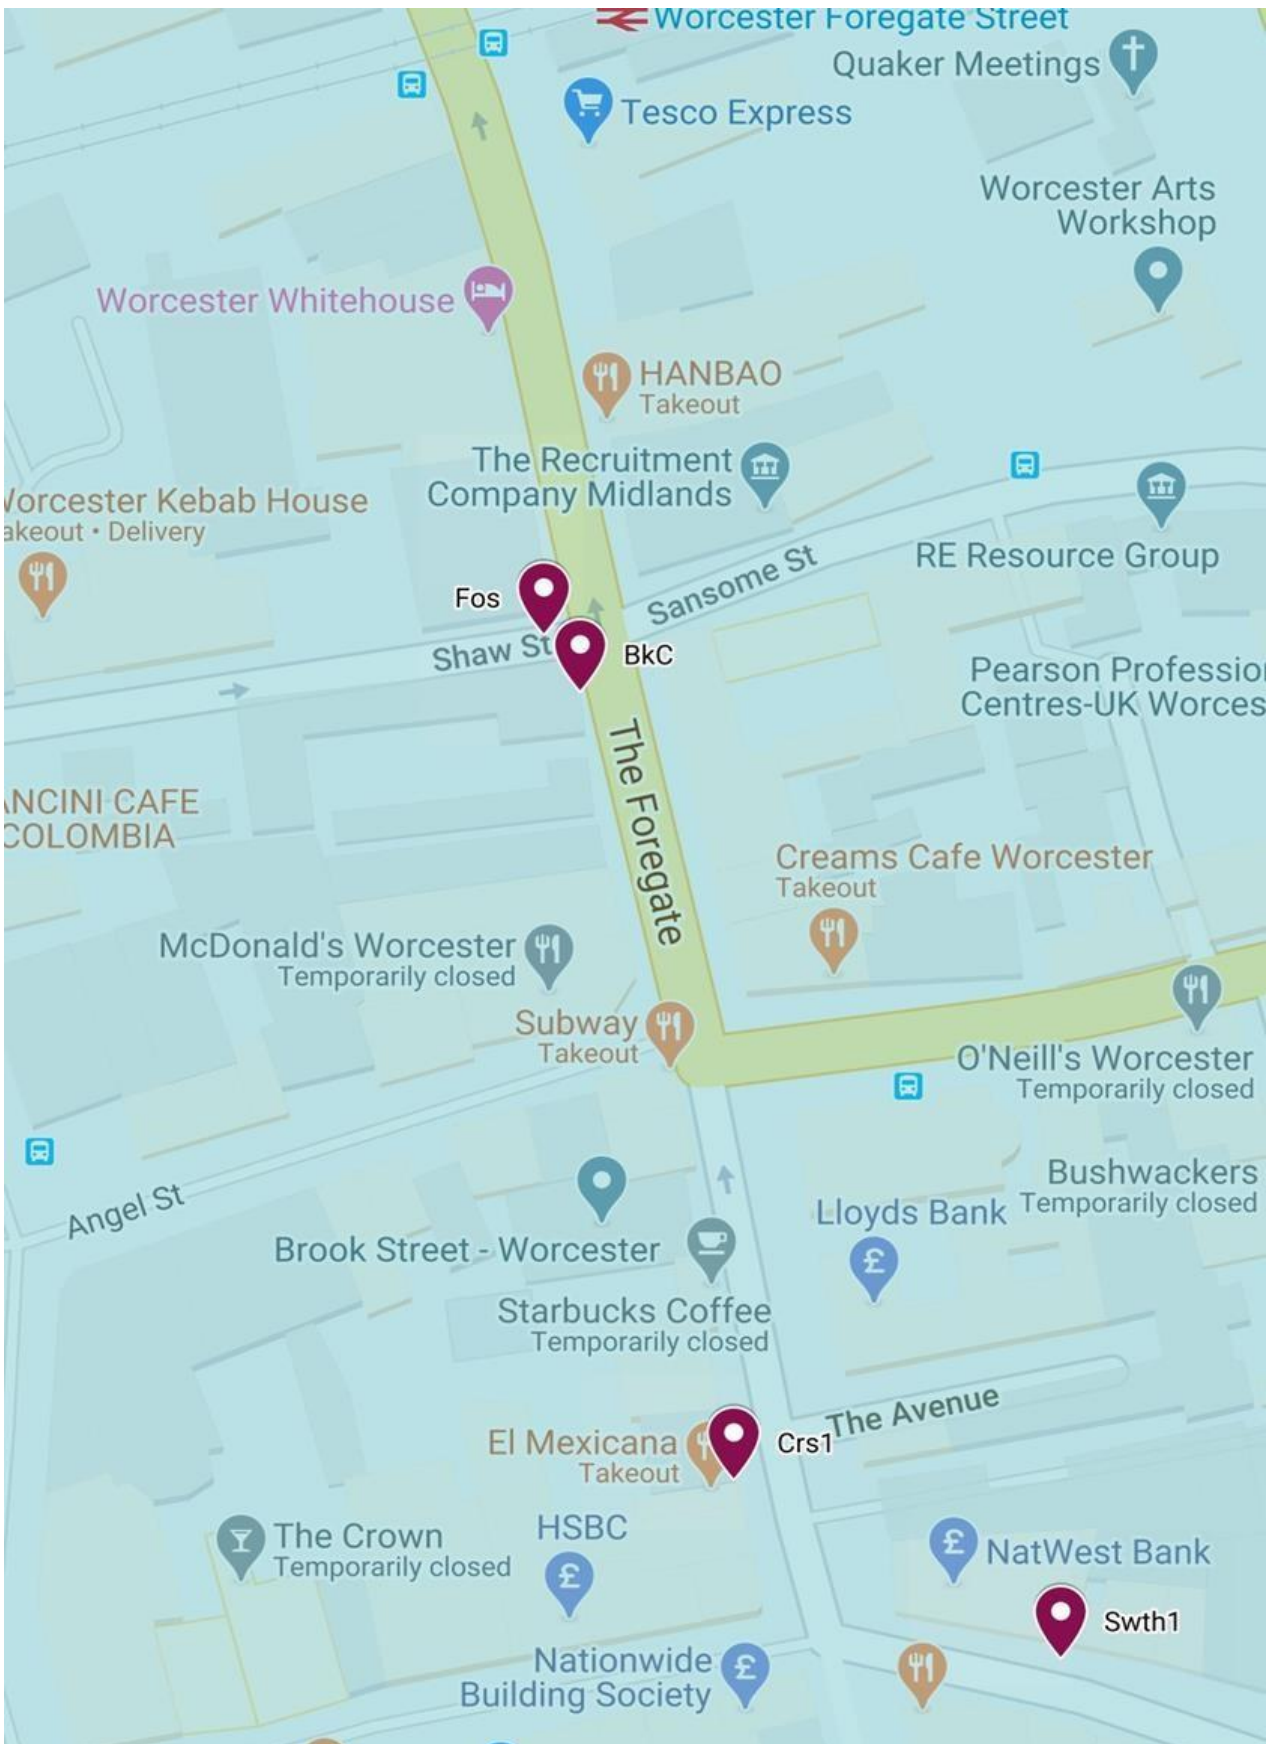 Worcester Foregate Street
Quaker Meetings
Tesco Express
Worcester Arts
Workshop
Worcester Whitehouse
HANBAO
Takeout
The Recruitment
Company Midlands
Vorcester Kebab House
akeout • Delivery
RE Resource Group
Sansome St
Fos
Shaw St
BkC
Pearson Professio
Centres-UK Worces
The Foregate
ANCINI CAFE
COLOMBIA
Creams Cafe Worcester
Takeout
McDonald's Worcester
Temporarily closed
Subway
Takeout
O'Neill's Worcester
Temporarily closed
Angel St
Bushwackers
Temporarily closed
Lloyds Bank
Brook Street - Worcester
Starbucks Coffee
Temporarily closed
The Avenue
El Mexicana
Takeout
Crs1
HSBC
The Crown
Temporarily closed
NatWest Bank
Swth1
Nationwide
Building Society